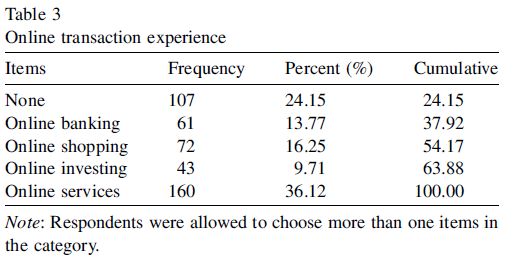 Table 3
Online transaction experience
Items Frequency Percent (%) Cumulative
None 107 24.15 24.15
Online banking 61 13.77 37.92
Online shopping 72 16.25 54.17
Online investing 43 9.71 63.88
Online services 160 36.12 100.00
Note: Respondents were allowed to choose more than one items in
the category.